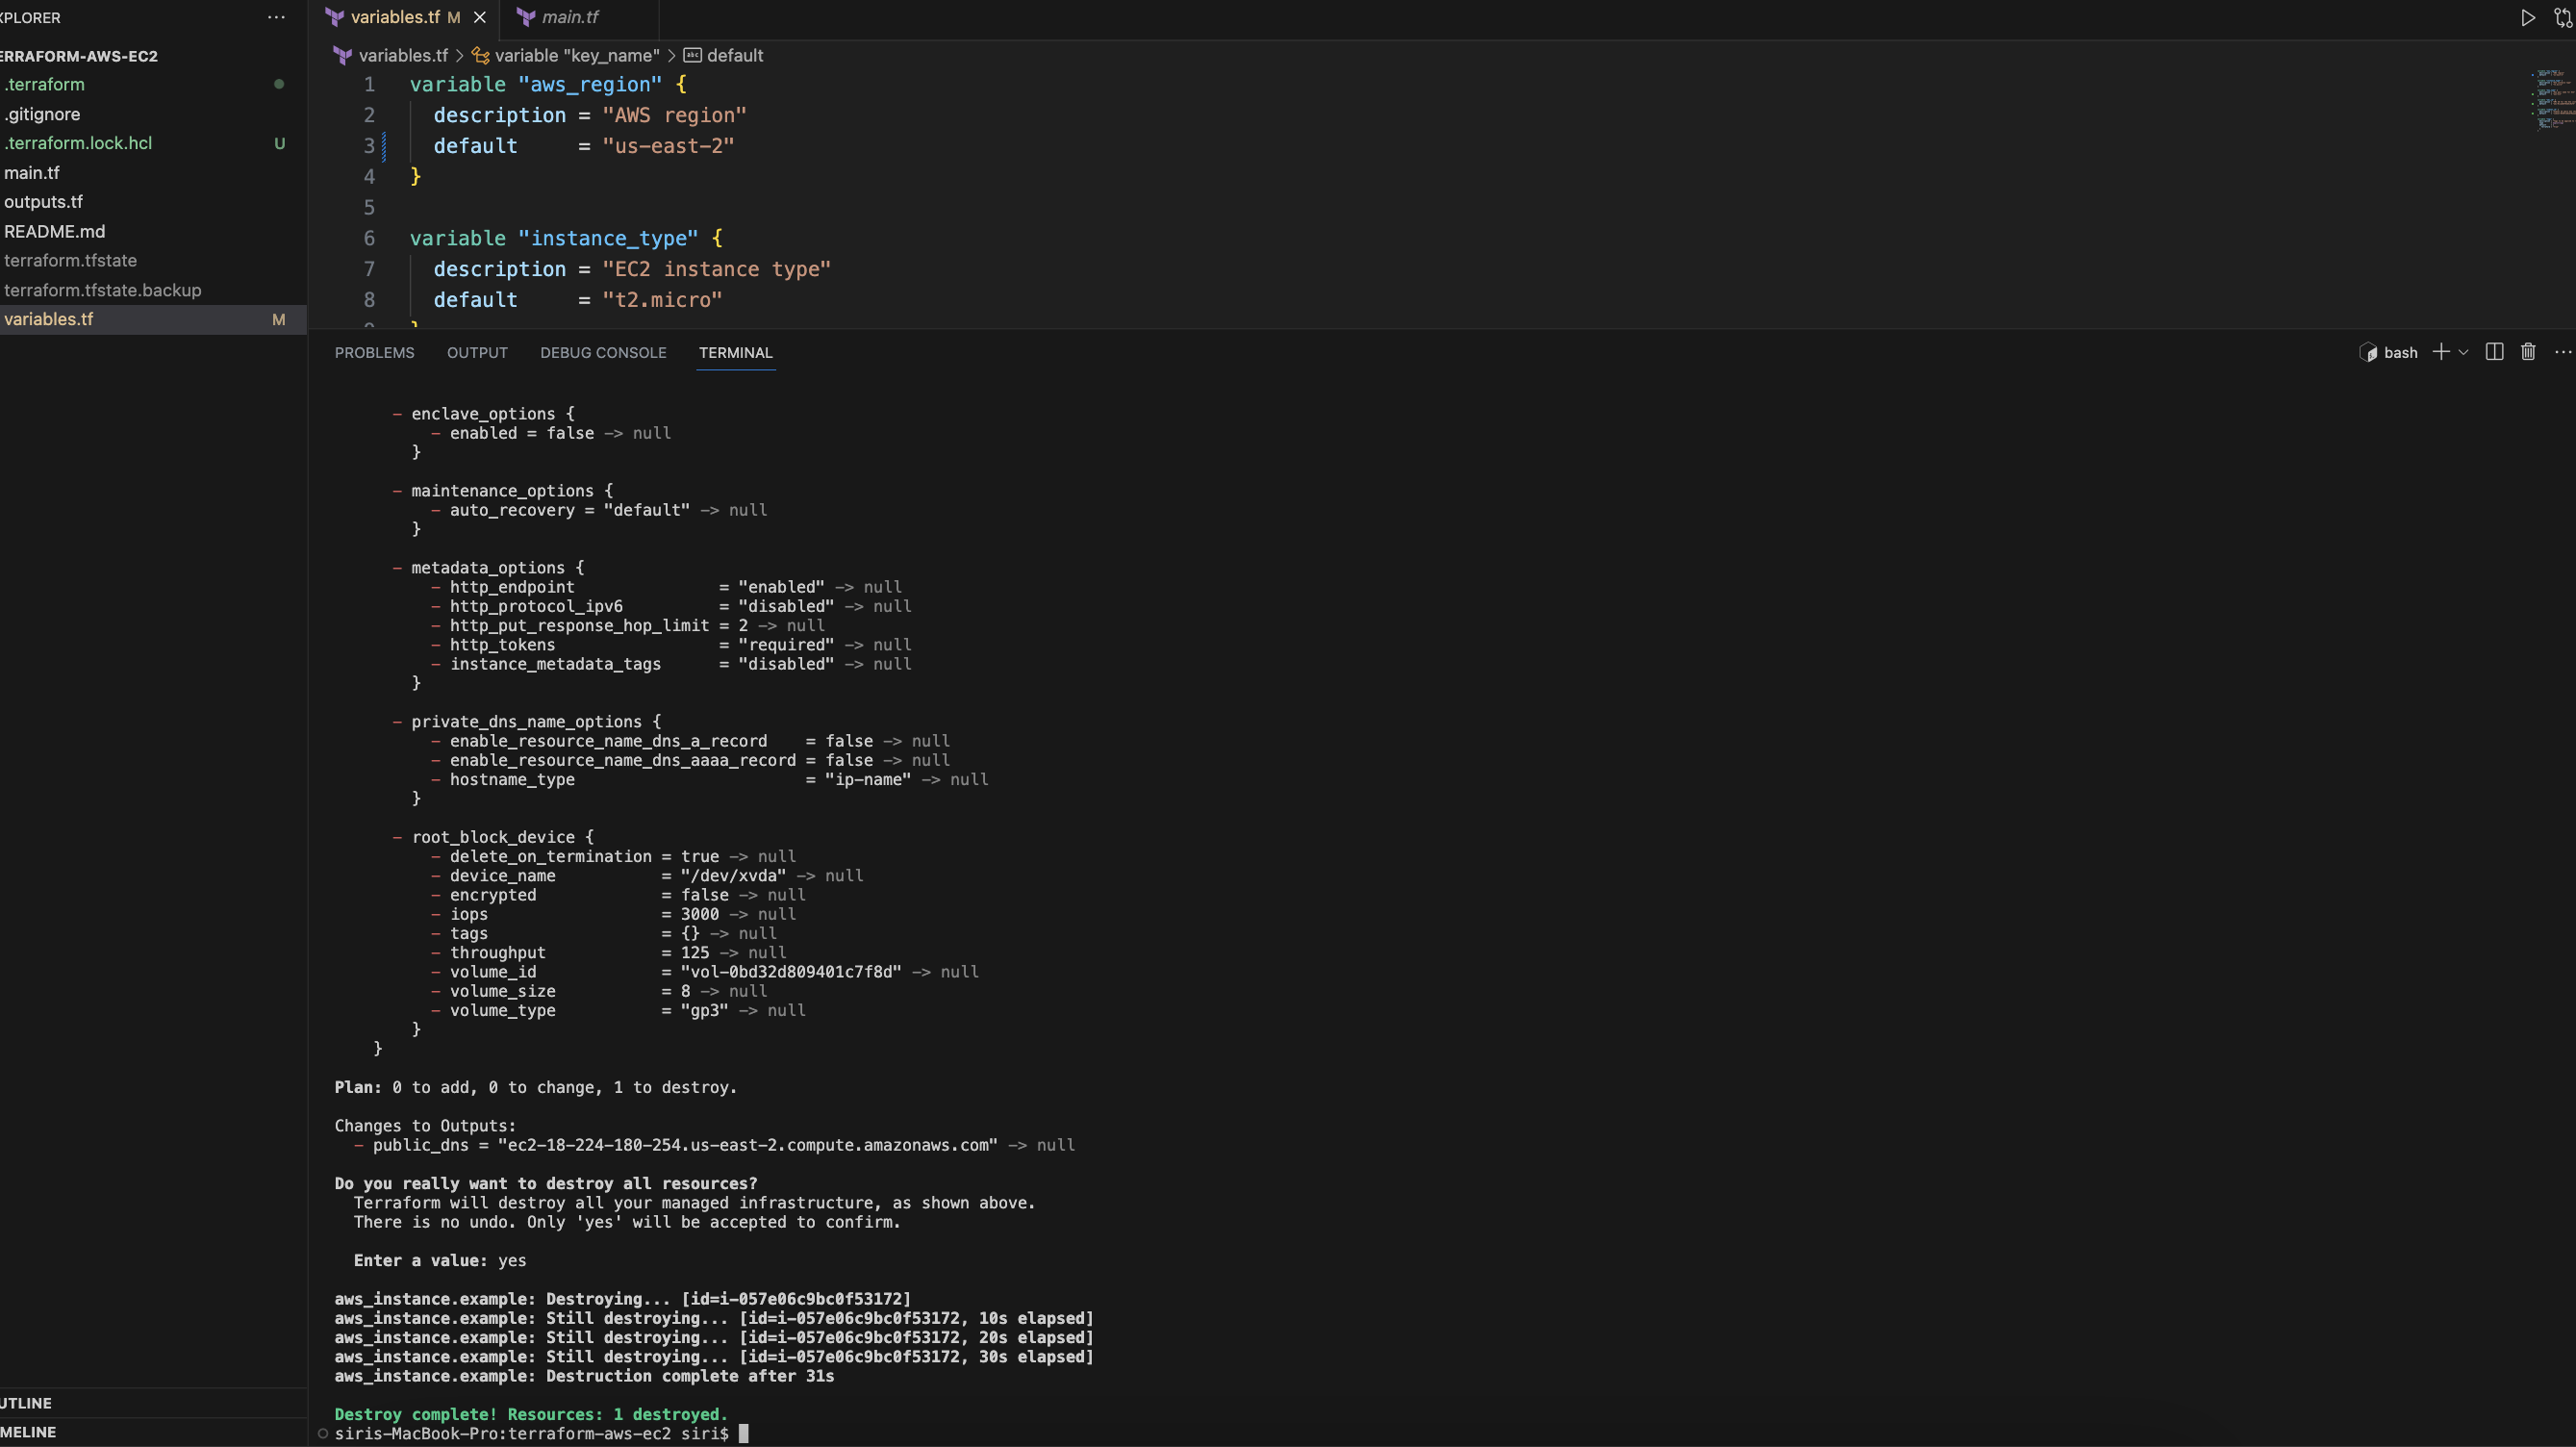 XPLORER
ERRAFORM-AWS-EC2
.terraform
.gitignore
.terraform.lock.hcl U
main.tf
outputs.tf
README.md
terraform.tfstate
terraform.tfstate.backup
variables.tf M
UTLINE
MELINE
variables.tf M main.tf
variables.tf > variable "key_name" > abc default
1 variable "aws_region" {
2 description = "AWS region"
3 default = "us-east-2"
4 }
5
6 variable "instance_type" {
7 description = "EC2 instance type"
8 default = "t2.micro"
9 }
PROBLEMS OUTPUT DEBUG CONSOLE TERMINAL bash
- enclave_options {
- enabled = false -> null
}
- maintenance_options {
- auto_recovery = "default" -> null
}
- metadata_options {
- http_endpoint = "enabled" -> null
- http_protocol_ipv6 = "disabled" -> null
- http_put_response_hop_limit = 2 -> null
- http_tokens = "required" -> null
- instance_metadata_tags = "disabled" -> null
}
- private_dns_name_options {
- enable_resource_name_dns_a_record = false -> null
- enable_resource_name_dns_aaaa_record = false -> null
- hostname_type = "ip-name" -> null
}
- root_block_device {
- delete_on_termination = true -> null
- device_name = "/dev/xvda" -> null
- encrypted = false -> null
- iops = 3000 -> null
- tags = {} -> null
- throughput = 125 -> null
- volume_id = "vol-0bd32d809401c7f8d" -> null
- volume_size = 8 -> null
- volume_type = "gp3" -> null
}
}
Plan: 0 to add, 0 to change, 1 to destroy.
Changes to Outputs:
- public_dns = "ec2-18-224-180-254.us-east-2.compute.amazonaws.com" -> null
Do you really want to destroy all resources?
Terraform will destroy all your managed infrastructure, as shown above.
There is no undo. Only 'yes' will be accepted to confirm.
Enter a value: yes
aws_instance.example: Destroying... [id=i-057e06c9bc0f53172]
aws_instance.example: Still destroying... [id=i-057e06c9bc0f53172, 10s elapsed]
aws_instance.example: Still destroying... [id=i-057e06c9bc0f53172, 20s elapsed]
aws_instance.example: Still destroying... [id=i-057e06c9bc0f53172, 30s elapsed]
aws_instance.example: Destruction complete after 31s
Destroy complete! Resources: 1 destroyed.
siris-MacBook-Pro:terraform-aws-ec2 siri$